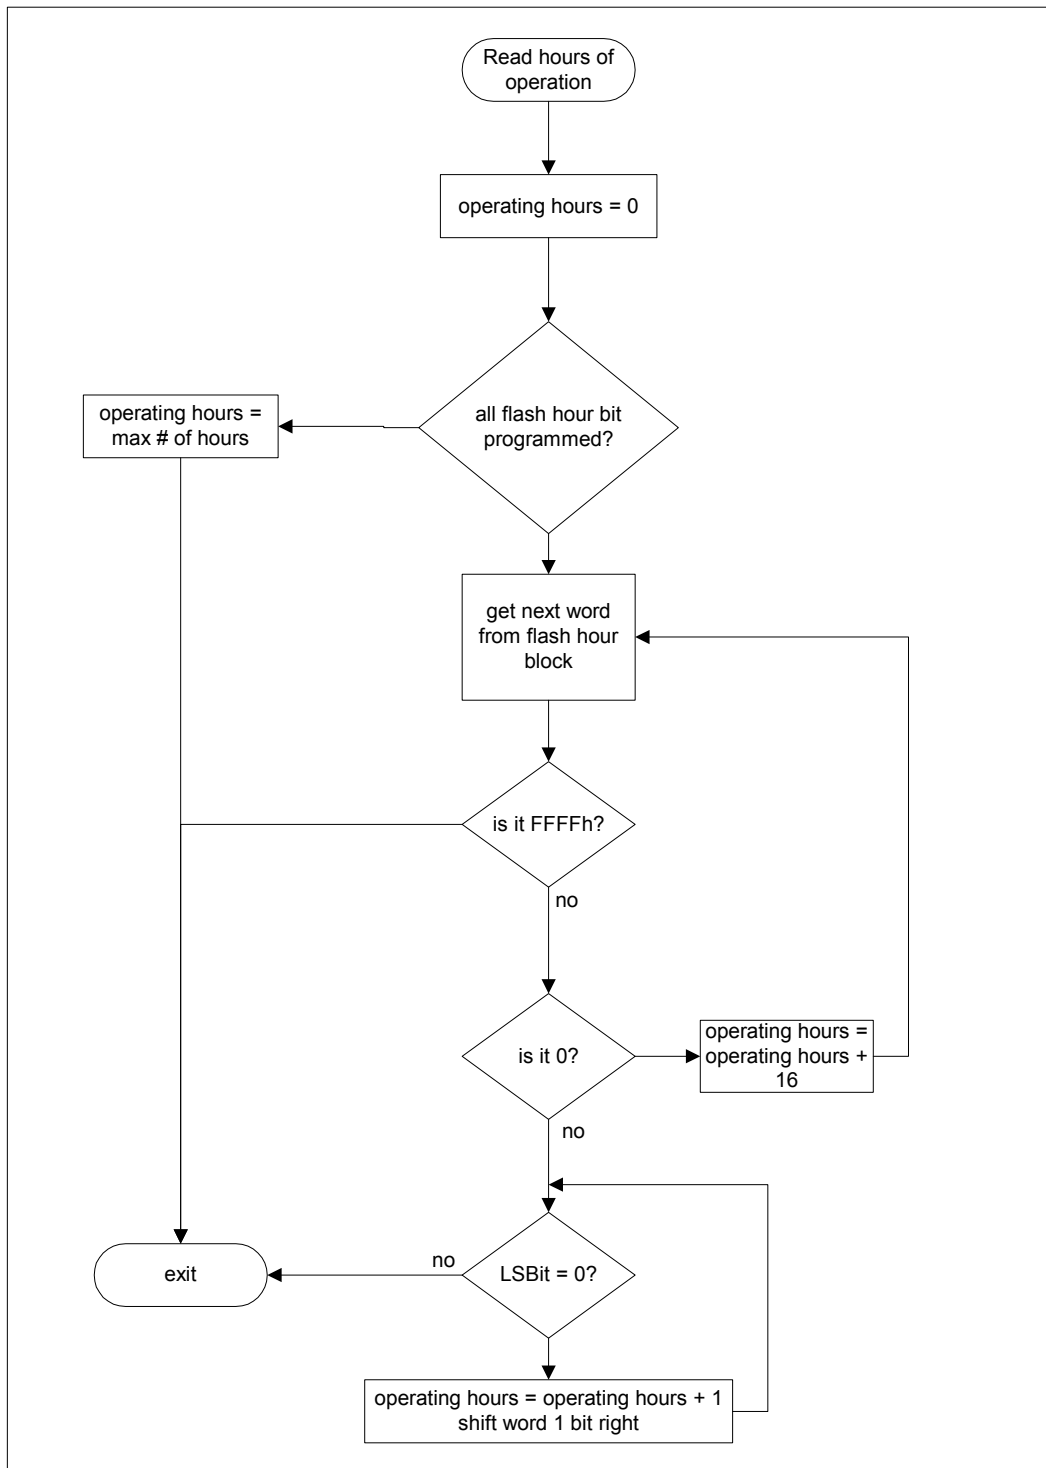 Read hours of
operation
operating hours = 0
all flash hour bit
programmed?
operating hours =
max # of hours
get next word
from flash hour
block
is it FFFFh?
no
is it 0?
operating hours =
operating hours +
16
no
LSBit = 0?
no
exit
operating hours = operating hours + 1
shift word 1 bit right